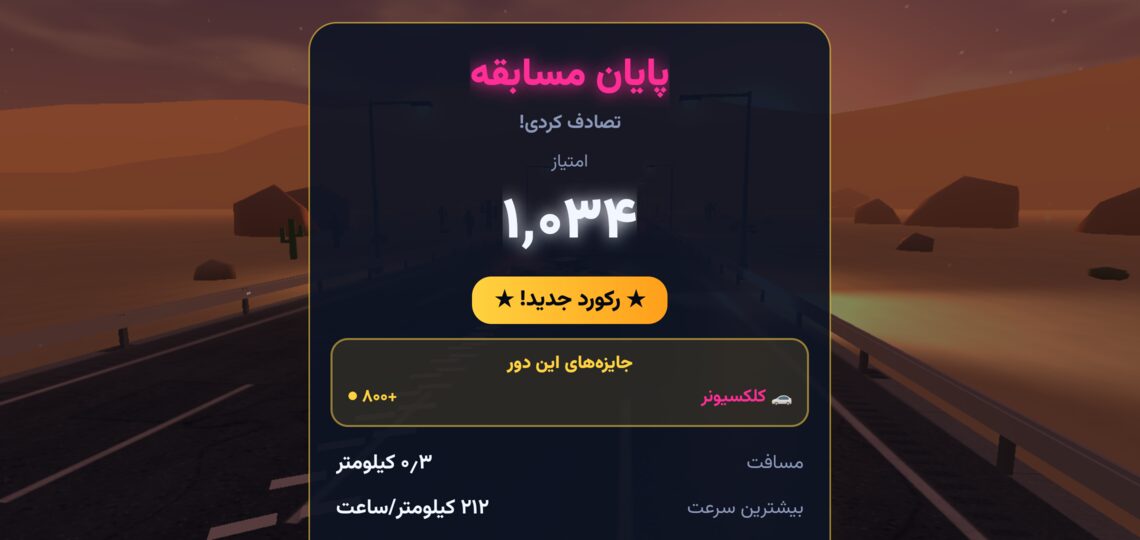 پایان مسابقه
تصادف کردی!
امتیاز
۱,۰۳۴
★ رکورد جدید! ★
جایزه‌های این دور
کلکسیونر +۸۰۰
مسافت ۰٫۳ کیلومتر
بیشترین سرعت ۲۱۲ کیلومتر/ساعت